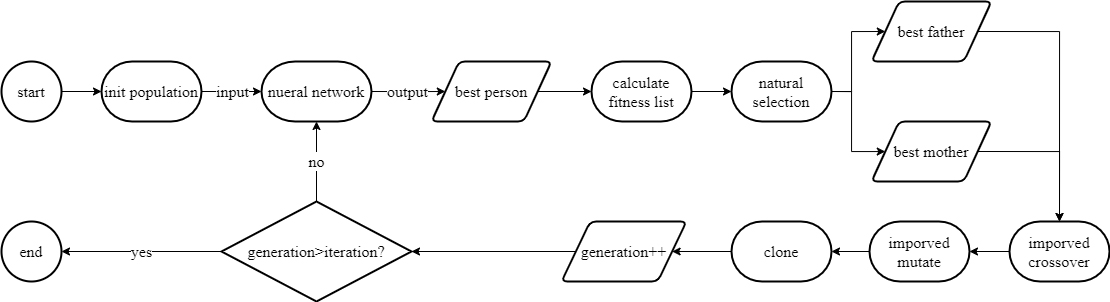 best father
start
init population
input
nueral network
output
best person
calculate
fitness list
natural
selection
best mother
no
end
yes
generation>iteration?
generation++
clone
imporved
mutate
imporved
crossover